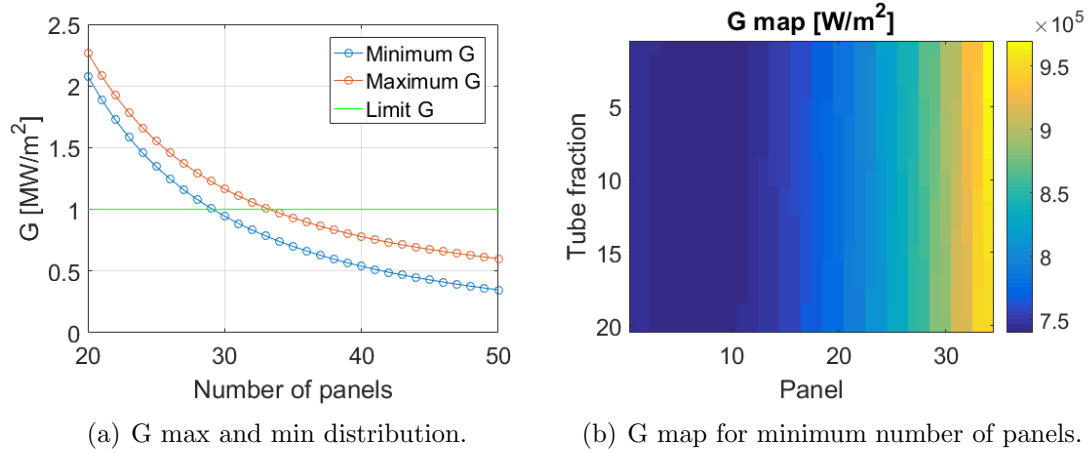 2.5
2
1.5
1
0.5
0
G [MW/m²]
Minimum G
Maximum G
Limit G
20 30 40 50
Number of panels
(a) G max and min distribution.
G map [W/m²]
×10⁵
5
10
15
20
Tube fraction
10 20 30
Panel
9.5
9
8.5
8
7.5
(b) G map for minimum number of panels.